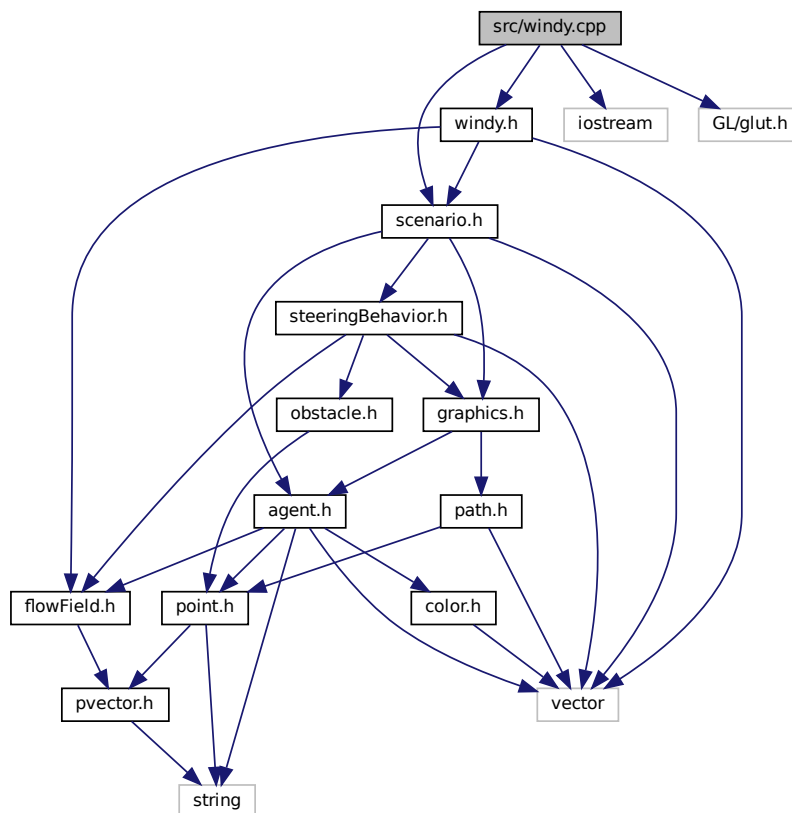 src/windy.cpp
windy.h
iostream
GL/glut.h
scenario.h
steeringBehavior.h
obstacle.h
graphics.h
agent.h
path.h
flowField.h
point.h
color.h
pvector.h
vector
string